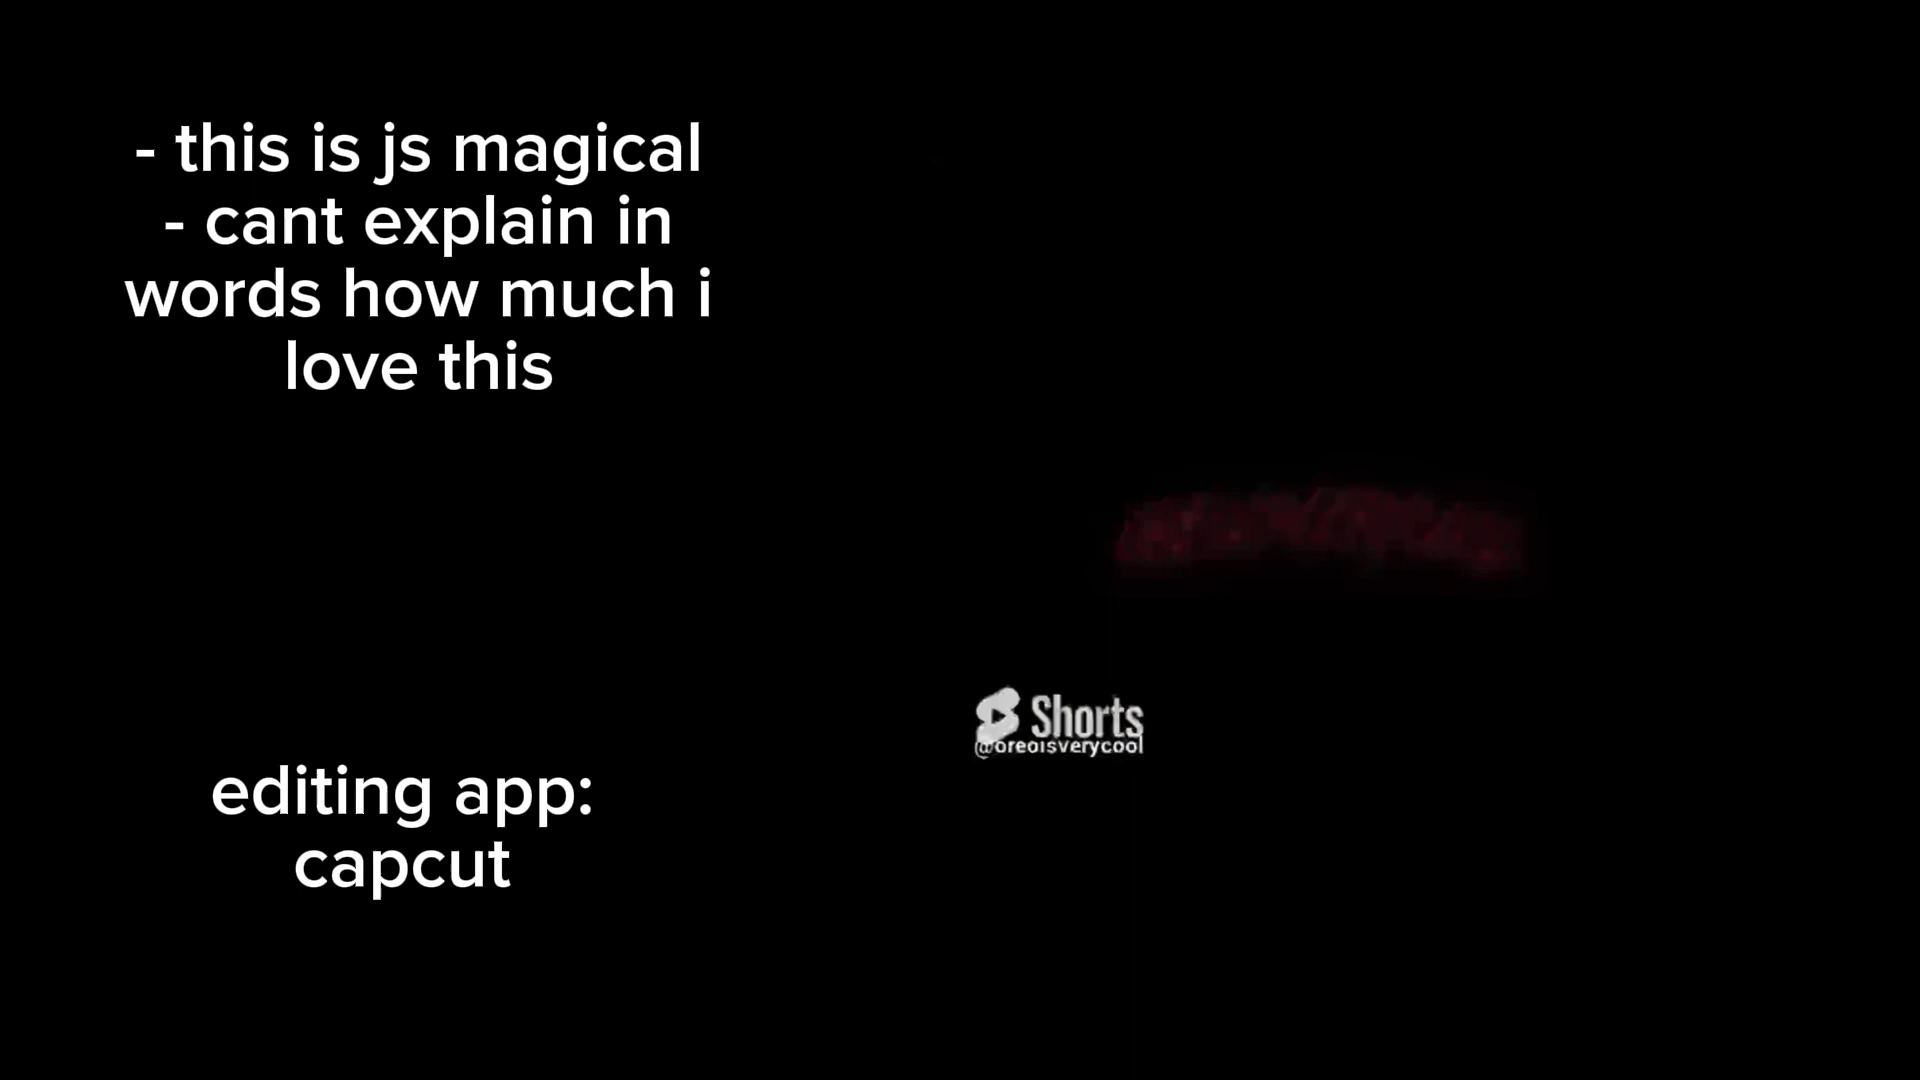 - this is js magical
- cant explain in
words how much i
love this
Shorts
@oreoisverycool
editing app:
capcut